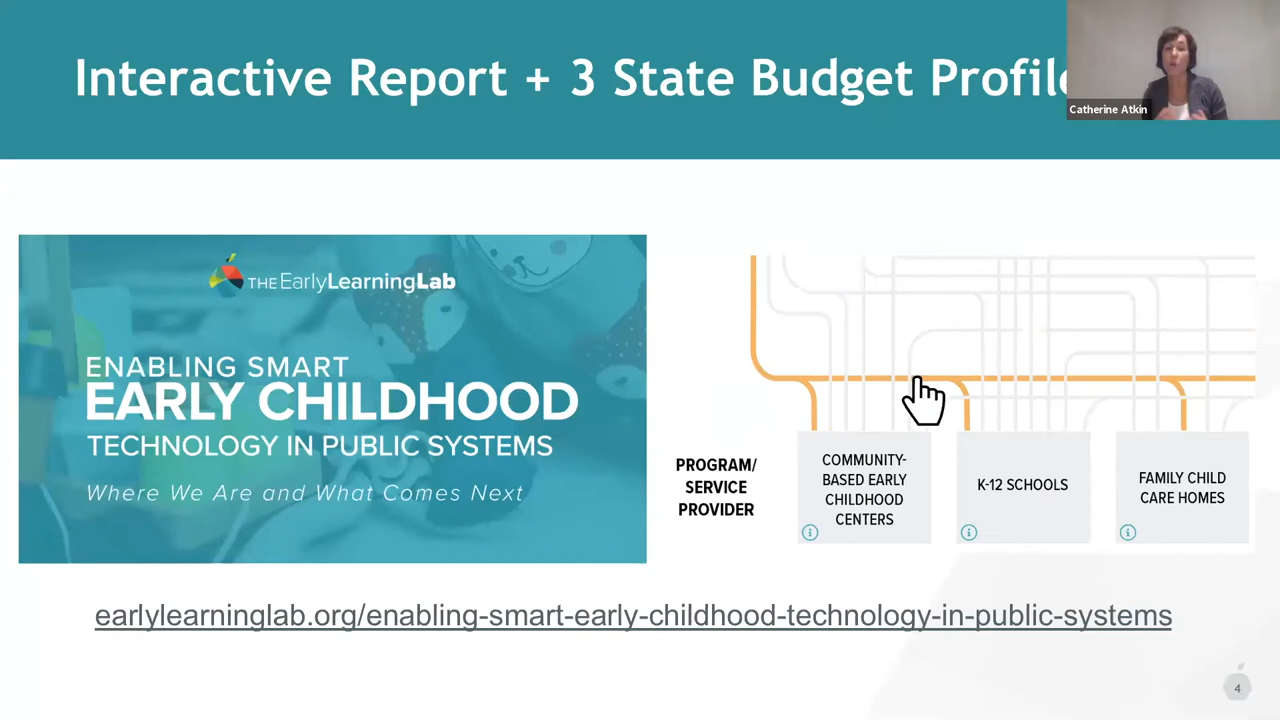 Interactive Report + 3 State Budget Profile
Catherine Atkin
THE EarlyLearningLab
ENABLING SMART
EARLY CHILDHOOD
TECHNOLOGY IN PUBLIC SYSTEMS
Where We Are and What Comes Next
PROGRAM/
SERVICE
PROVIDER
COMMUNITY-
BASED EARLY
CHILDHOOD
CENTERS
K-12 SCHOOLS
FAMILY CHILD
CARE HOMES
earlylearninglab.org/enabling-smart-early-childhood-technology-in-public-systems
4